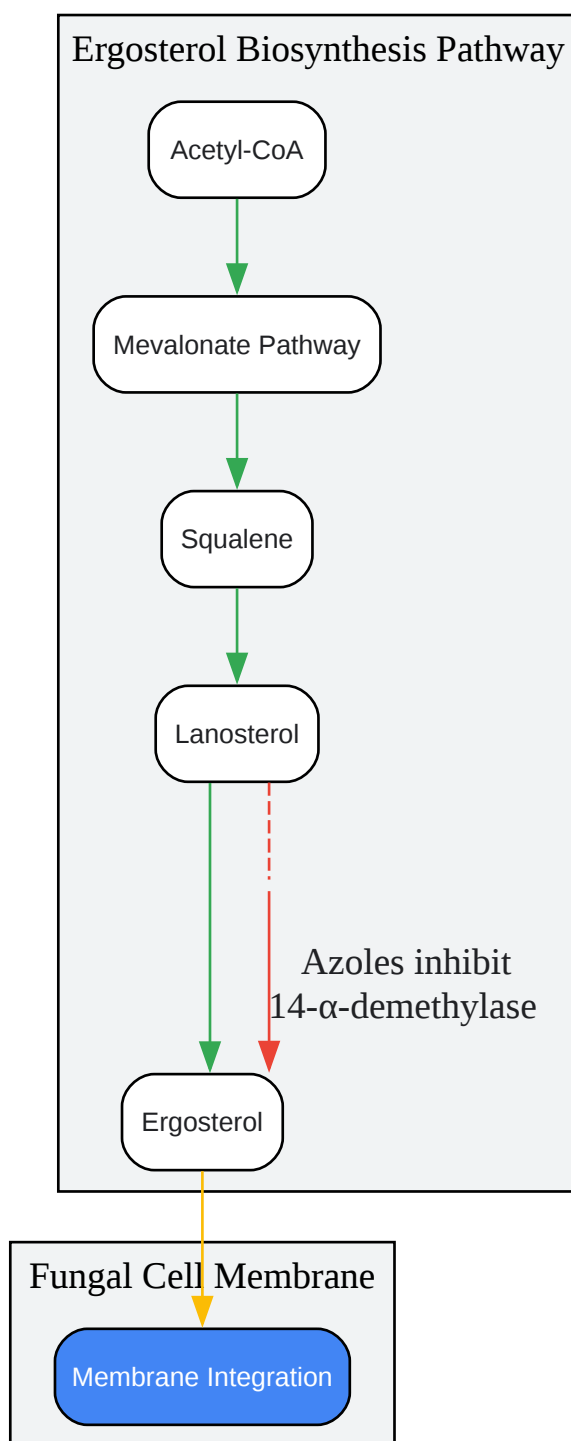 Ergosterol Biosynthesis Pathway
Acetyl-CoA
Mevalonate Pathway
Squalene
Lanosterol
Azoles inhibit
14-α-demethylase
Ergosterol
Fungal Cell Membrane
Membrane Integration